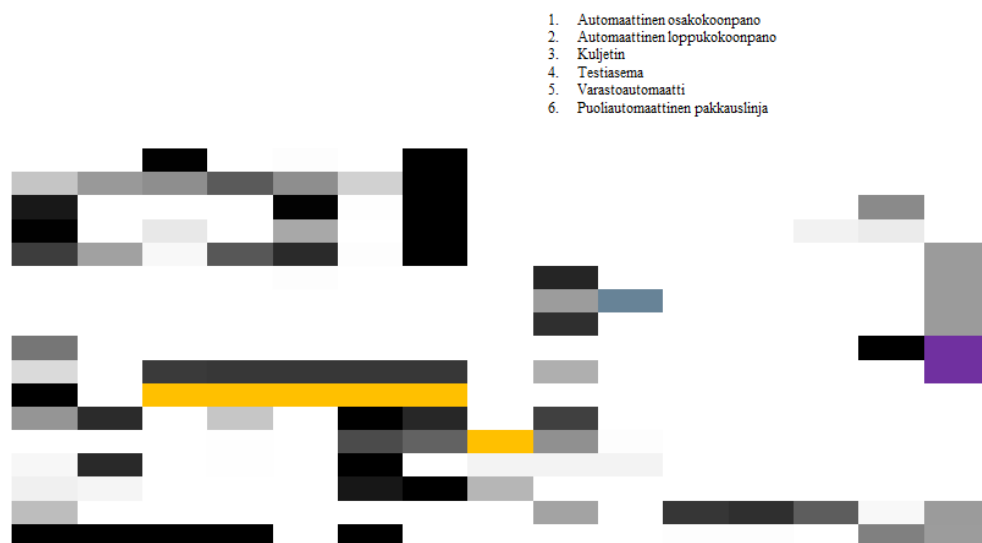 1. Automaattinen osakokoonpano
2. Automaattinen loppukokoonpano
3. Kuljetin
4. Testiasema
5. Varastoautomaatti
6. Puoliautomaattinen pakkauslinja